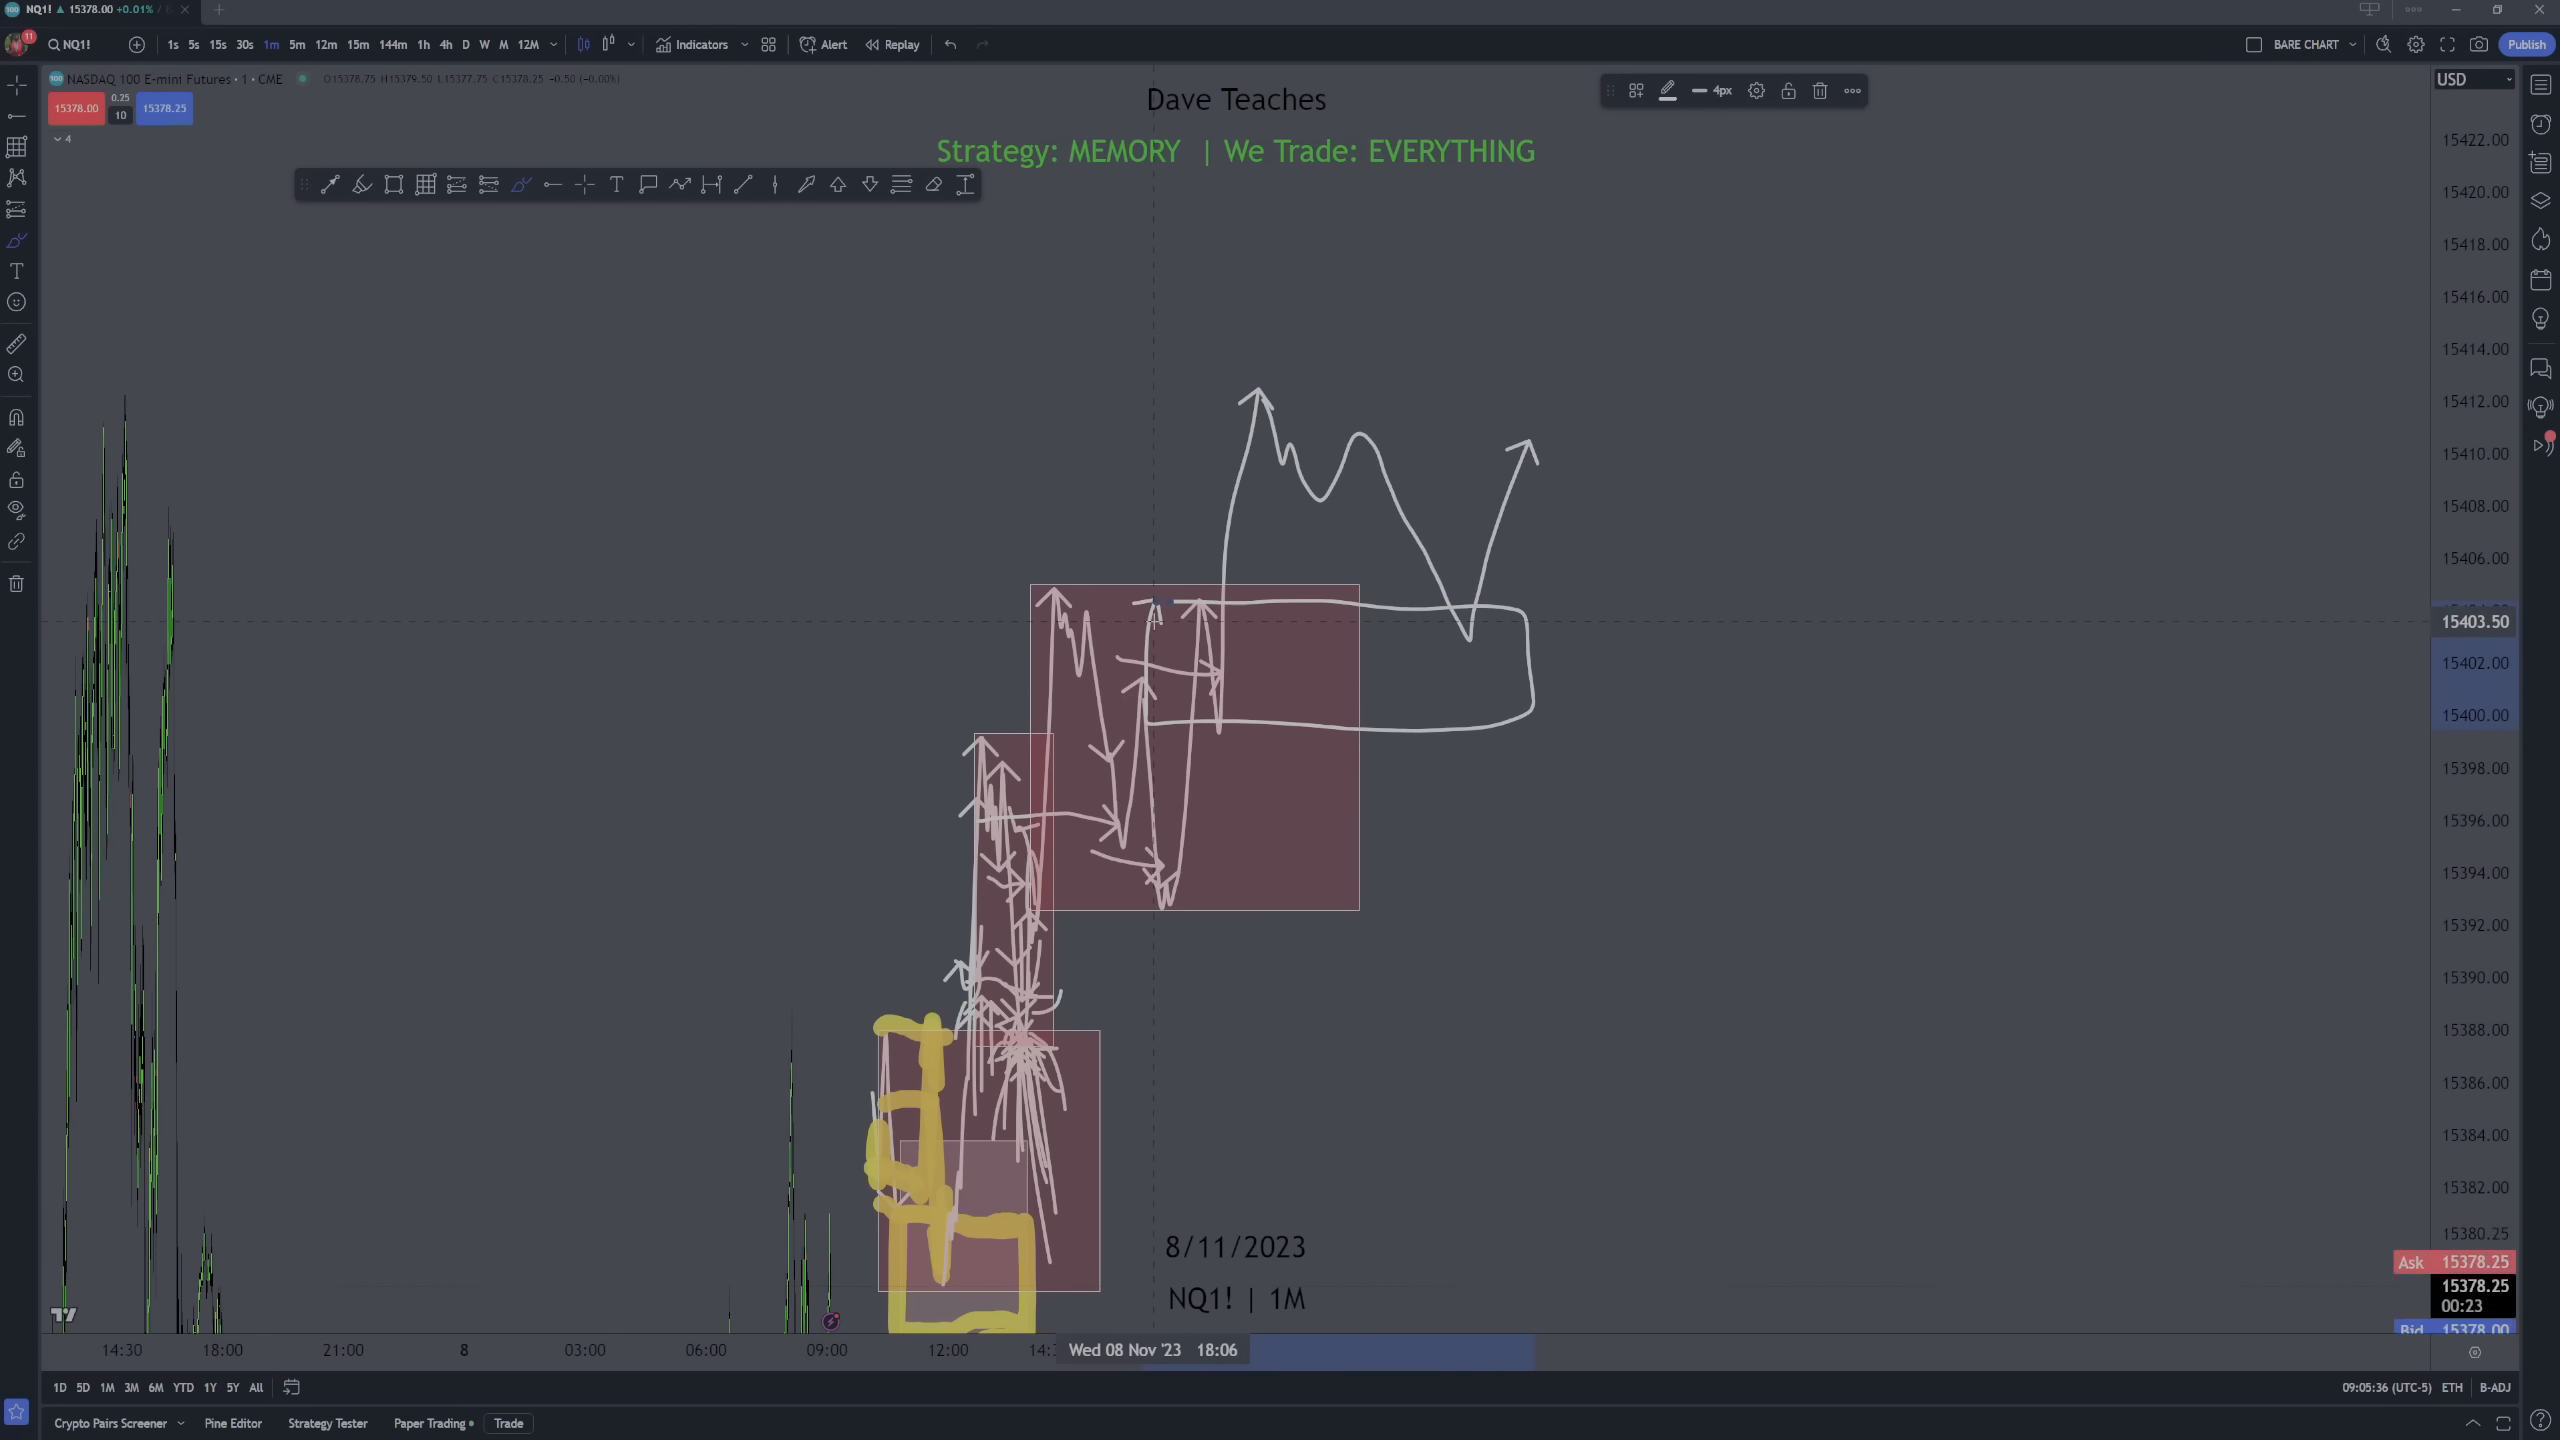 NQ1! ▲ 15378.00 +0.01% /
11
NQ1! 1s 5s 15s 30s 1m 5m 12m 15m 144m 1h 4h D W M 12M Indicators Alert Replay BARE CHART Publish
NASDAQ 100 E-mini Futures · 1 · CME O15378.75 H15379.50 L15377.75 C15378.25 −0.50 (−0.00%)
USD
15378.00 0.25 10 15378.25
4
4px
Dave Teaches
Strategy: MEMORY | We Trade: EVERYTHING
15422.00
15420.00
15418.00
15416.00
15414.00
15412.00
15410.00
15408.00
15406.00
15403.50
15402.00
15400.00
15398.00
15396.00
15394.00
15392.00
15390.00
15388.00
15386.00
15384.00
15382.00
15380.25
8/11/2023
Ask 15378.25
15378.25
00:23
NQ1! | 1M
Bid 15378.00
14:30 18:00 21:00 8 03:00 06:00 09:00 12:00 Wed 08 Nov '23 18:06
1D 5D 1M 3M 6M YTD 1Y 5Y All 09:05:36 (UTC-5) ETH B-ADJ
Crypto Pairs Screener Pine Editor Strategy Tester Paper Trading Trade